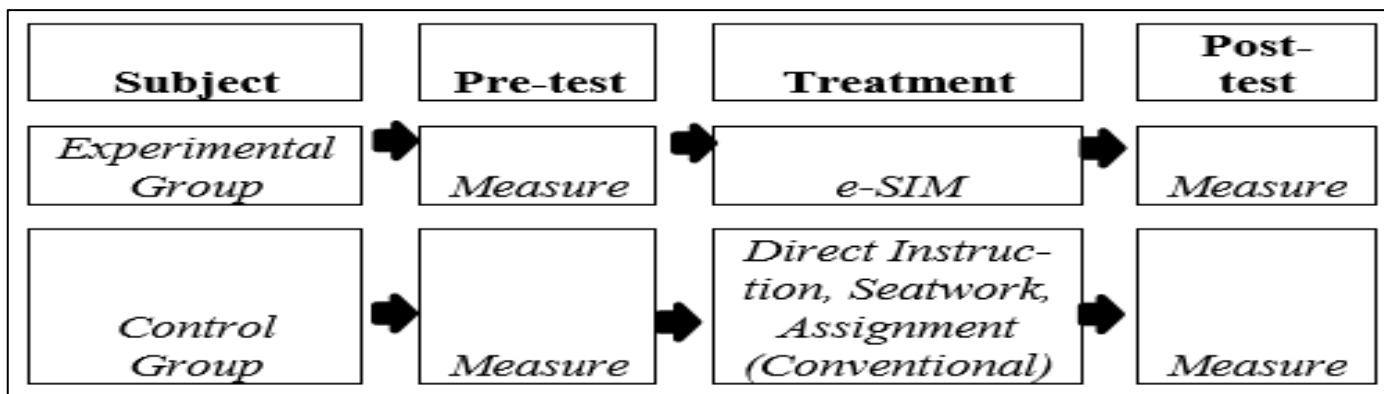 Subject
Pre-test
Treatment
Post-
test
Experimental
Group
Measure
e-SIM
Measure
Control
Group
Measure
Direct Instruc-
tion, Seatwork,
Assignment
(Conventional)
Measure